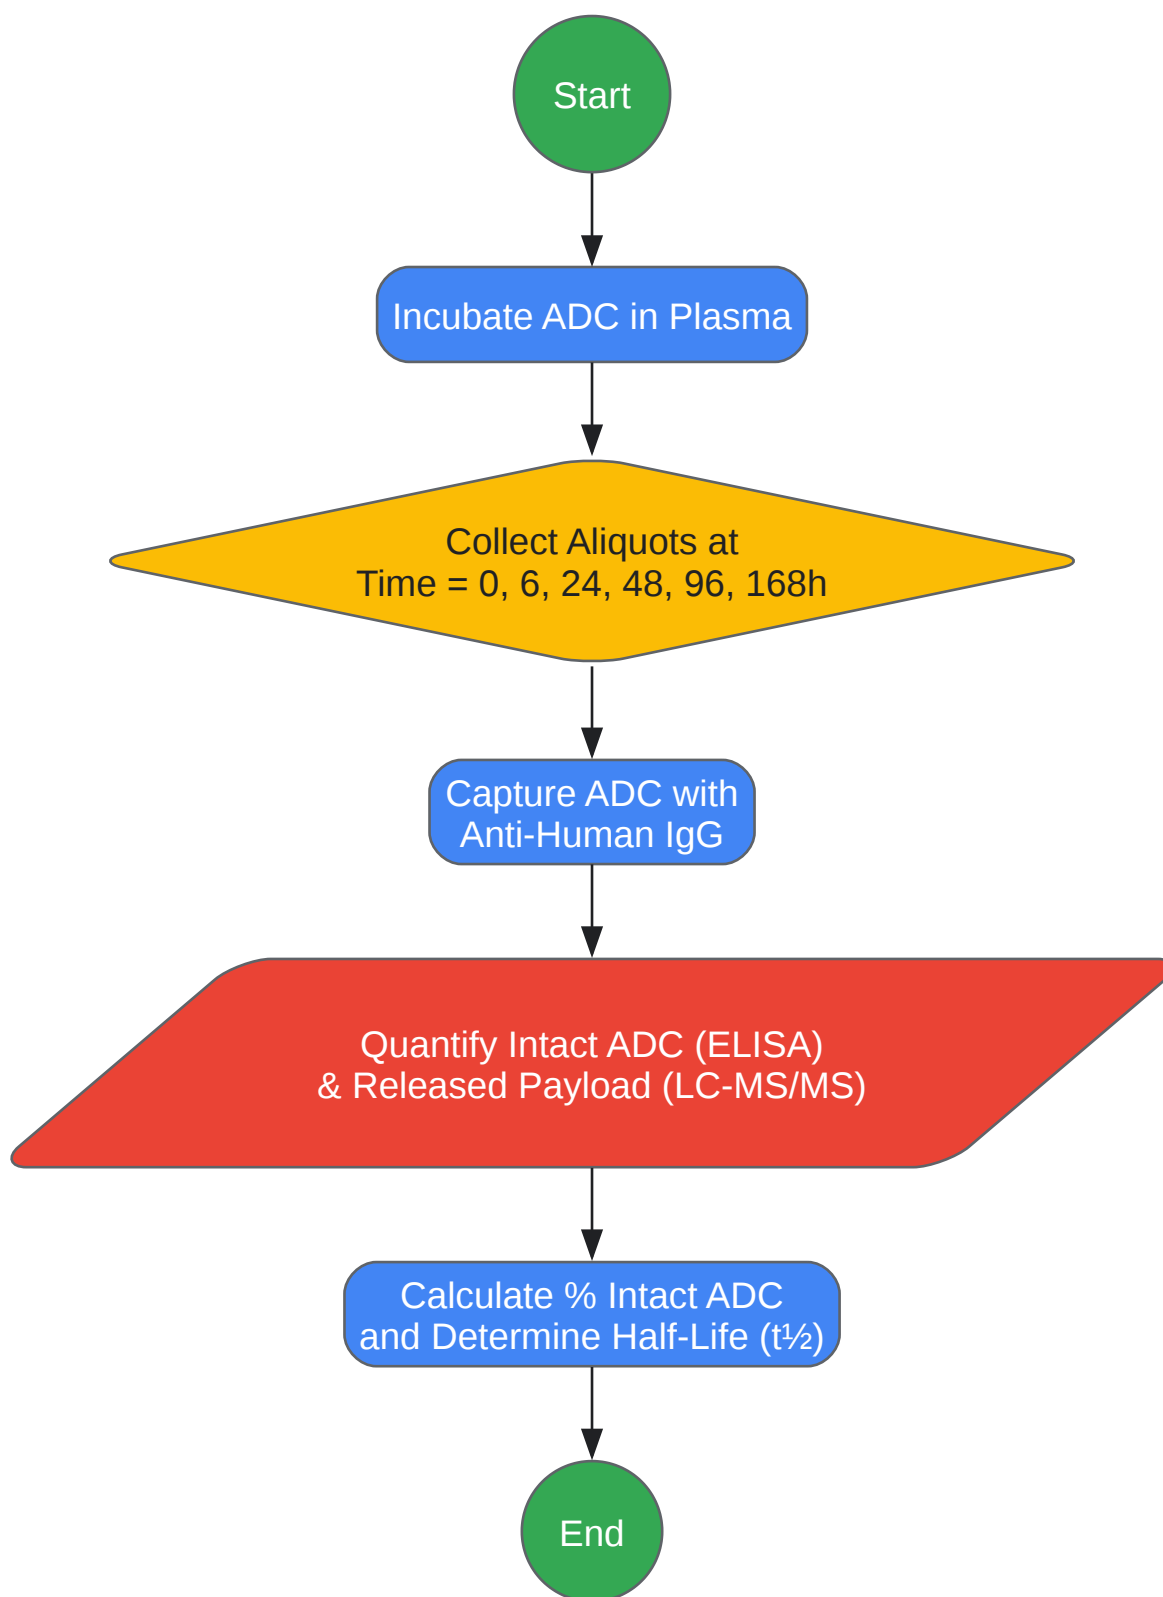 Start
Incubate ADC in Plasma
Collect Aliquots at
Time = 0, 6, 24, 48, 96, 168h
Capture ADC with
Anti-Human IgG
Quantify Intact ADC (ELISA)
& Released Payload (LC-MS/MS)
Calculate % Intact ADC
and Determine Half-Life (t½)
End